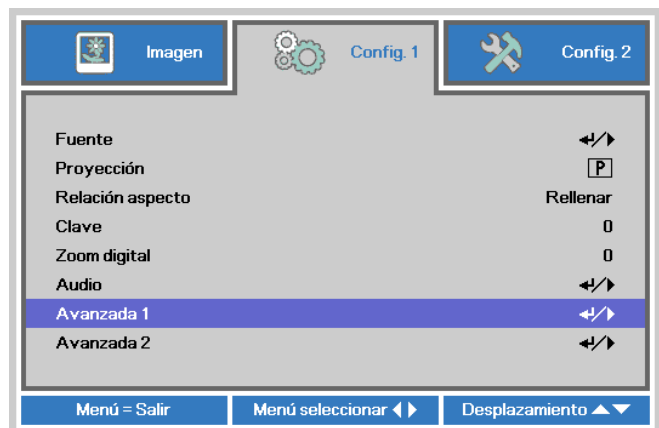 Imagen Config. 1 Config. 2
Fuente ↵/▶
Proyección P
Relación aspecto Rellenar
Clave 0
Zoom digital 0
Audio ↵/▶
Avanzada 1 ↵/▶
Avanzada 2 ↵/▶
Menú = Salir Menú seleccionar ◀▶ Desplazamiento ▲▼